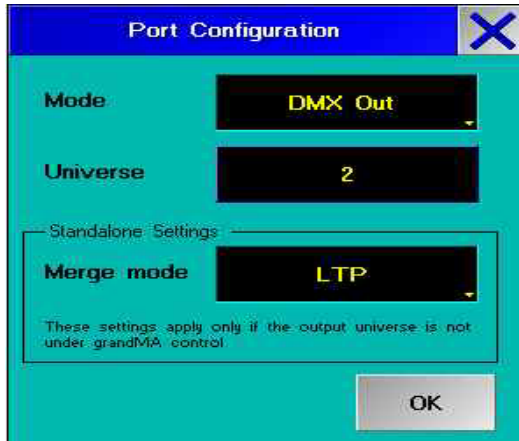 Port Configuration
Mode
DMX Out
Universe
2
Standalone Settings
Merge mode
LTP
These settings apply only if the output universe is not
under grandMA control
OK